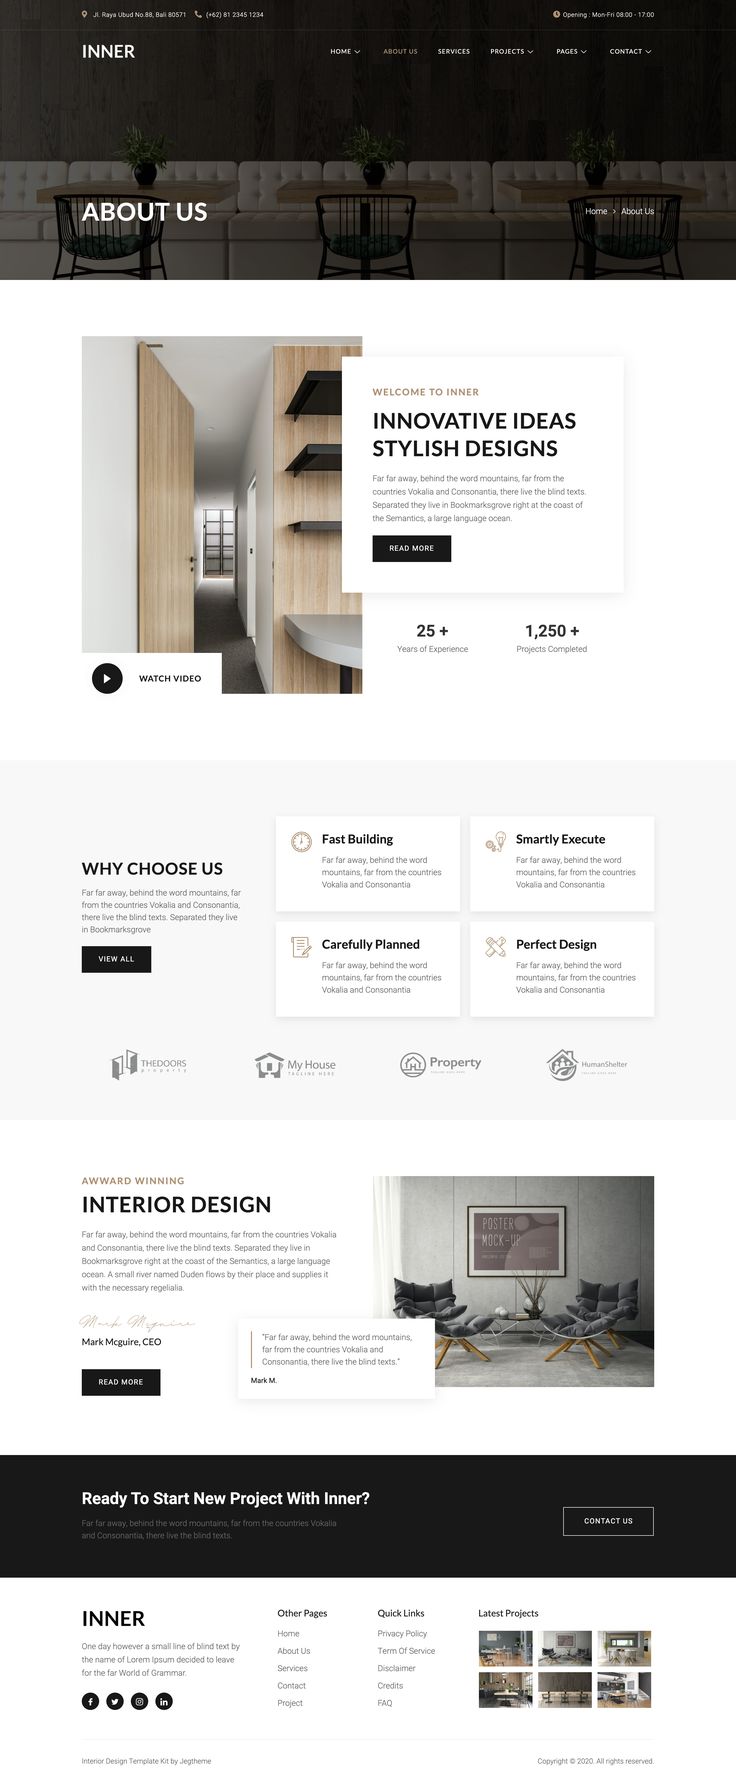 Jl. Raya Ubud No.88, Bali 80571 (+62) 81 2345 1234 Opening : Mon-Fri 08:00 - 17:00
INNER HOME ABOUT US SERVICES PROJECTS PAGES CONTACT
ABOUT US Home > About Us
WELCOME TO INNER
INNOVATIVE IDEAS
STYLISH DESIGNS
Far far away, behind the word mountains, far from the
countries Vokalia and Consonantia, there live the blind texts.
Separated they live in Bookmarksgrove right at the coast of
the Semantics, a large language ocean.
READ MORE
25 + 1,250 +
Years of Experience Projects Completed
WATCH VIDEO
WHY CHOOSE US
Far far away, behind the word mountains, far
from the countries Vokalia and Consonantia,
there live the blind texts. Separated they live
in Bookmarksgrove
VIEW ALL
Fast Building
Far far away, behind the word
mountains, far from the countries
Vokalia and Consonantia
Smartly Execute
Far far away, behind the word
mountains, far from the countries
Vokalia and Consonantia
Carefully Planned
Far far away, behind the word
mountains, far from the countries
Vokalia and Consonantia
Perfect Design
Far far away, behind the word
mountains, far from the countries
Vokalia and Consonantia
THEDOORS
property
My House
TAGLINE HERE
Property
HumanShelter
AWWARD WINNING
INTERIOR DESIGN
Far far away, behind the word mountains, far from the countries Vokalia
and Consonantia, there live the blind texts. Separated they live in
Bookmarksgrove right at the coast of the Semantics, a large language
ocean. A small river named Duden flows by their place and supplies it
with the necessary regelialia.
Mark Mcguire
Mark Mcguire, CEO
READ MORE
POSTER
MOCK-UP
"Far far away, behind the word mountains,
far from the countries Vokalia and
Consonantia, there live the blind texts."
Mark M.
Ready To Start New Project With Inner?
Far far away, behind the word mountains, far from the countries Vokalia
and Consonantia, there live the blind texts.
CONTACT US
INNER
One day however a small line of blind text by
the name of Lorem Ipsum decided to leave
for the far World of Grammar.
Other Pages
Home
About Us
Services
Contact
Project
Quick Links
Privacy Policy
Term Of Service
Disclaimer
Credits
FAQ
Latest Projects
Interior Design Template Kit by Jegtheme Copyright © 2020. All rights reserved.